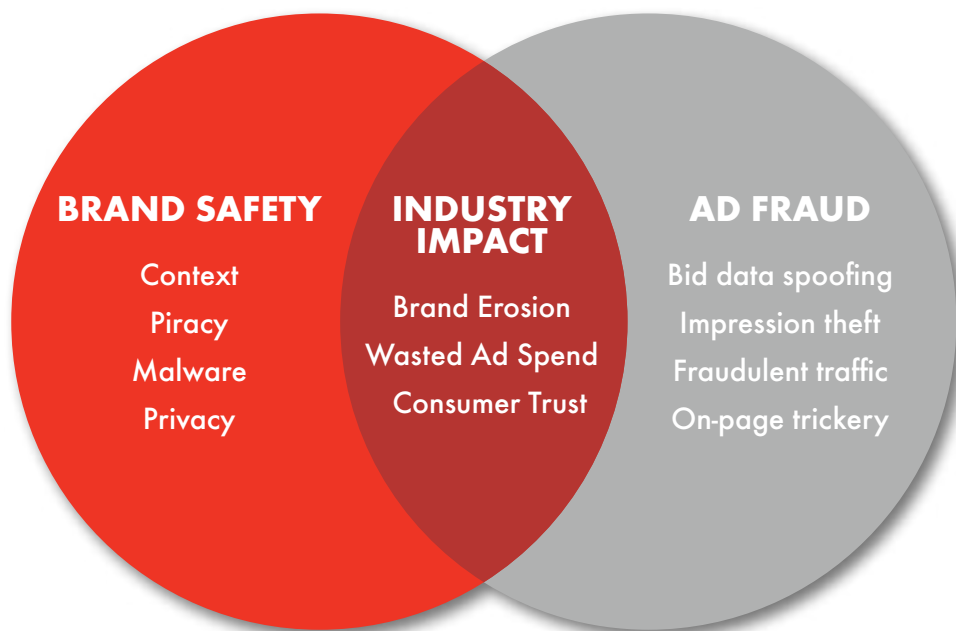 BRAND SAFETY
Context
Piracy
Malware
Privacy
INDUSTRY
IMPACT
Brand Erosion
Wasted Ad Spend
Consumer Trust
AD FRAUD
Bid data spoofing
Impression theft
Fraudulent traffic
On-page trickery